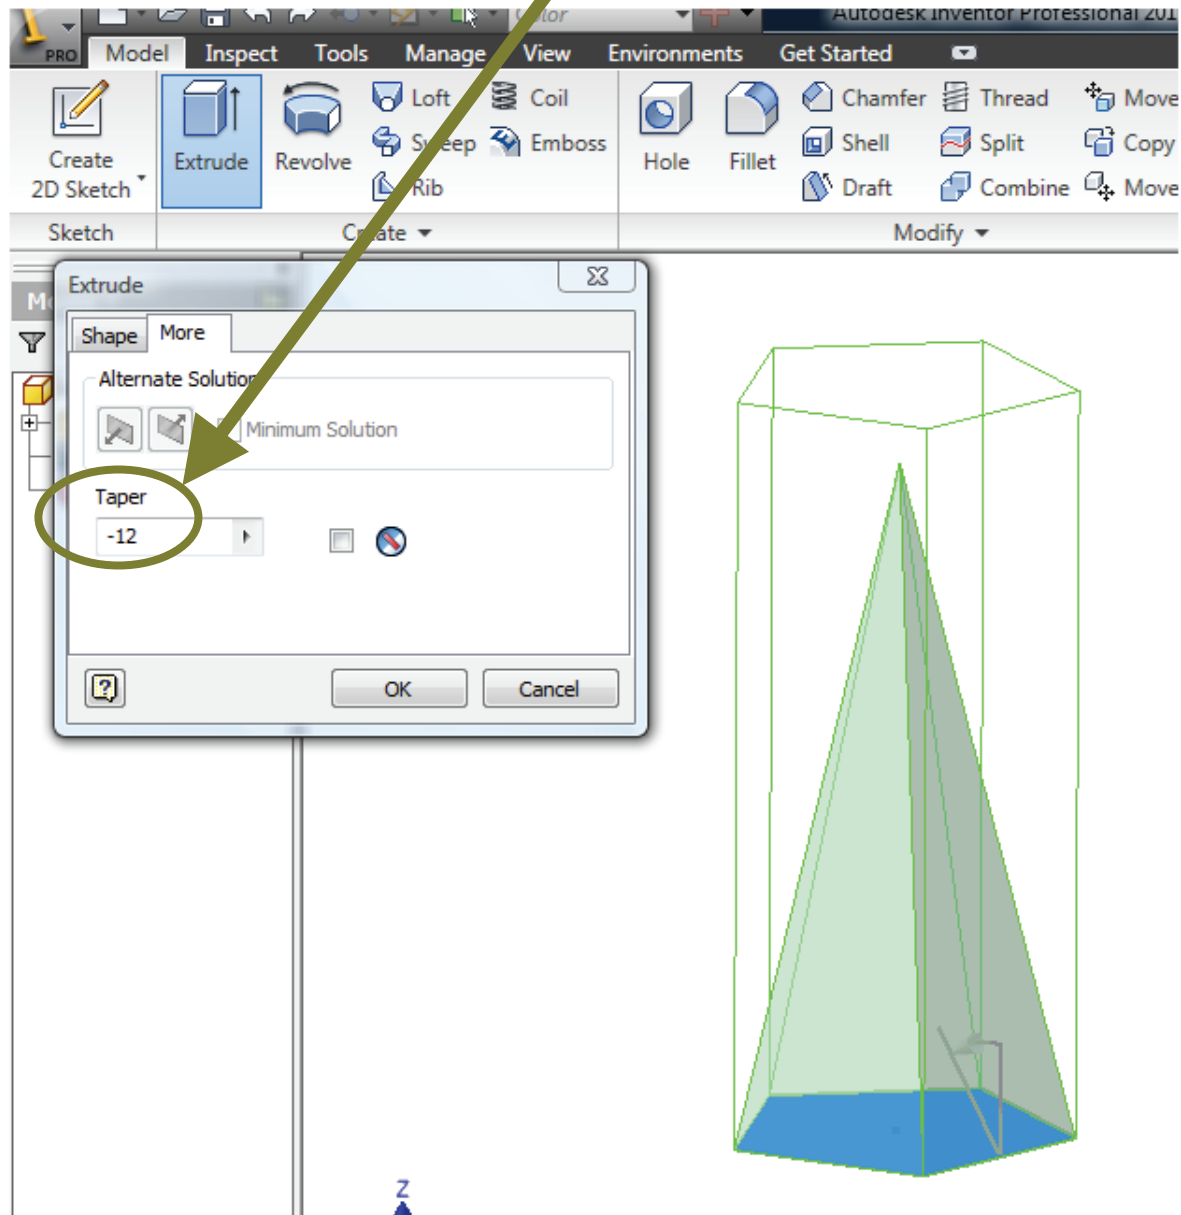 Color
Autodesk Inventor Professional 201
PRO Model Inspect Tools Manage View Environments Get Started
Loft Coil Chamfer Thread Move
Create Extrude Revolve Sweep Emboss Hole Fillet Shell Split Copy
2D Sketch Rib Draft Combine Move
Sketch Create Modify
Extrude
Shape More
Alternate Solution
Minimum Solution
Taper
-12
OK Cancel
Z